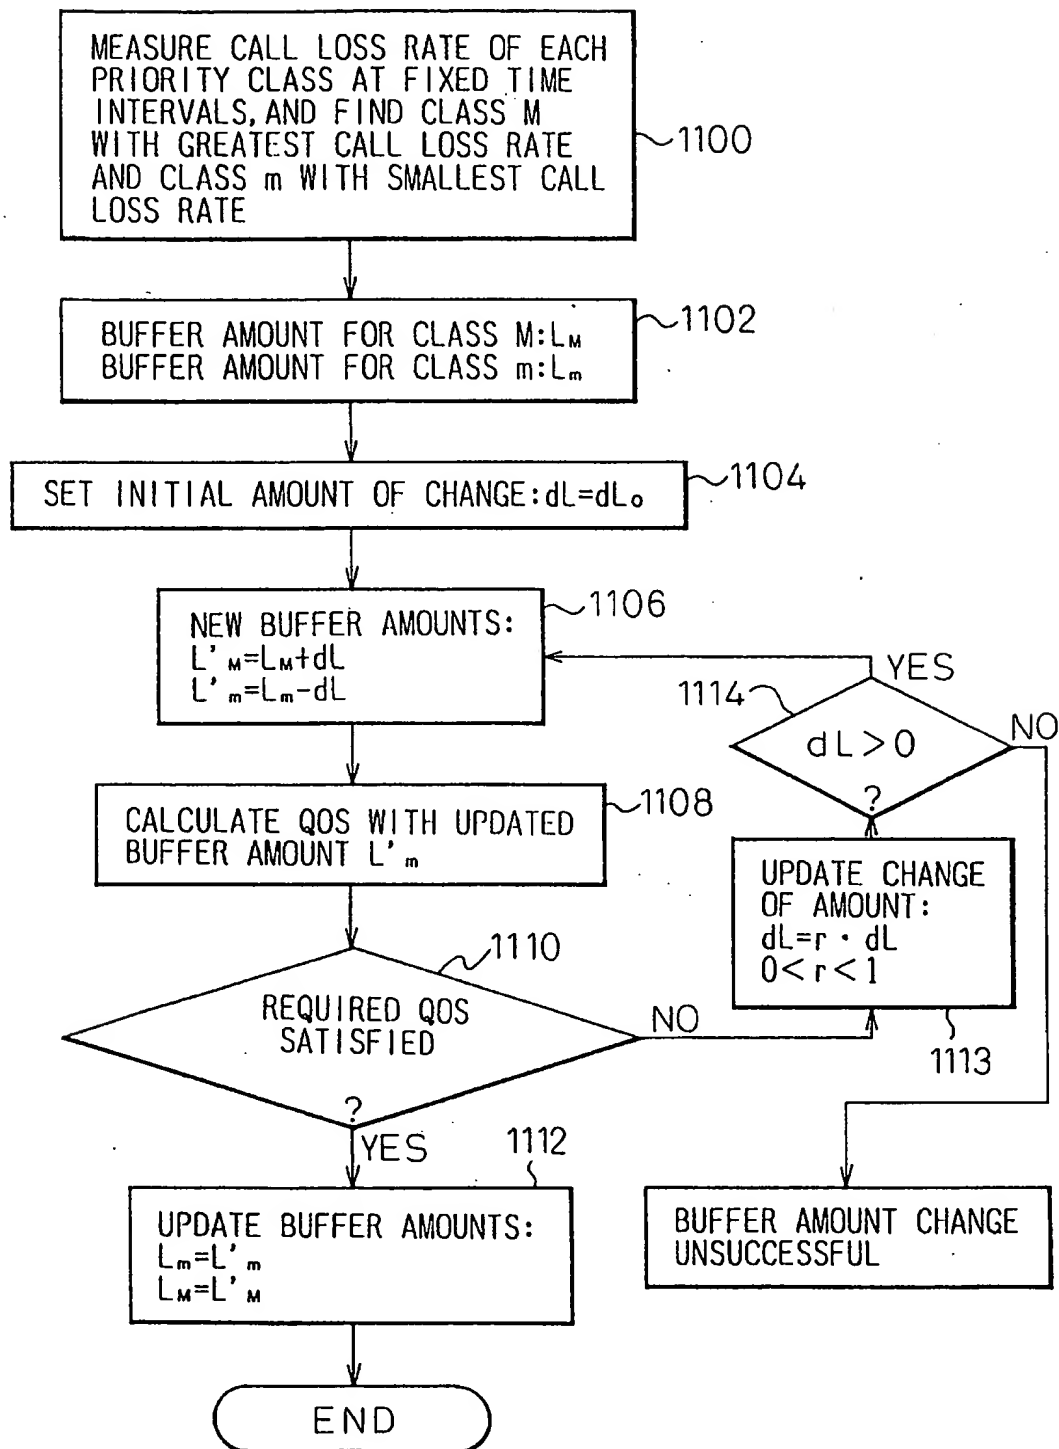 MEASURE CALL LOSS RATE OF EACH
PRIORITY CLASS AT FIXED TIME
INTERVALS, AND FIND CLASS M
WITH GREATEST CALL LOSS RATE
AND CLASS m WITH SMALLEST CALL
LOSS RATE
1100
BUFFER AMOUNT FOR CLASS M:LM
BUFFER AMOUNT FOR CLASS m:Lm
1102
SET INITIAL AMOUNT OF CHANGE:dL=dLo
1104
NEW BUFFER AMOUNTS:
L'M=LM+dL
L'm=Lm-dL
1106
CALCULATE QOS WITH UPDATED
BUFFER AMOUNT L'm
1108
REQUIRED QOS
SATISFIED
?
1110
NO
YES
UPDATE CHANGE
OF AMOUNT:
dL=r · dL
0<r<1
1113
dL>0
?
1114
YES
NO
UPDATE BUFFER AMOUNTS:
Lm=L'm
LM=L'M
1112
BUFFER AMOUNT CHANGE
UNSUCCESSFUL
END